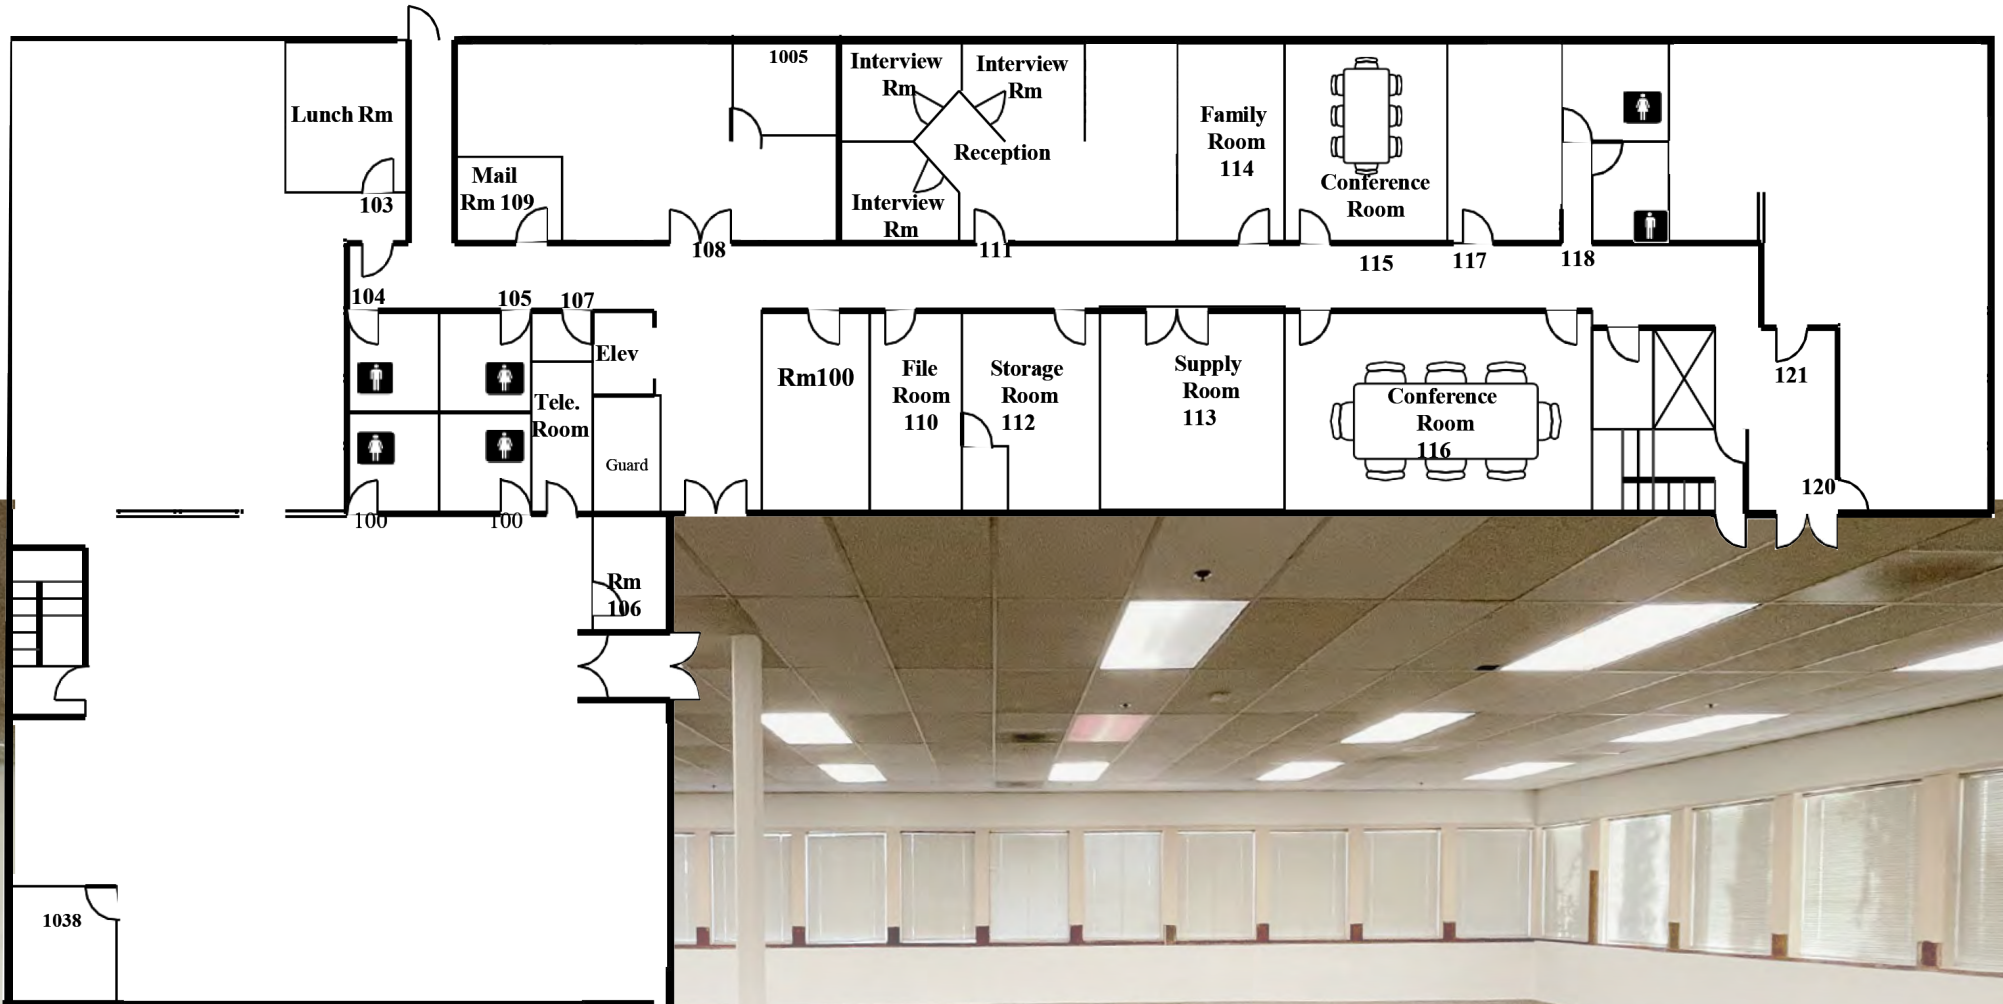 1005
Interview
Rm
Interview
Rm
Lunch Rm
Family
Room
114
Reception
Mail
Rm 109
Conference
Room
Interview
Rm
103
108
111
115
117
118
104
105
107
Elev
Rm100
File
Room
110
Storage
Room
112
Supply
Room
113
Conference
Room
116
121
Tele.
Room
Guard
120
100
100
Rm
106
1038